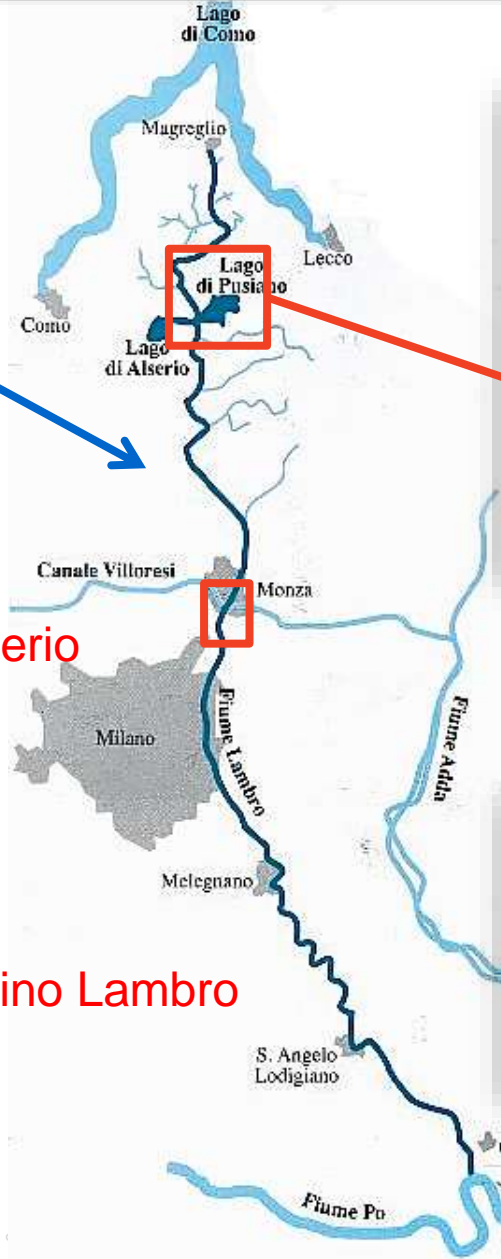 Lago
di Como
Magreglio
Lecco
Lago
di Pusiano
Como
Lago
di Alserio
Canale Villoresi
Monza
erio
Milano
Fiume Lambro
Fiume Adda
Melegnano
ino Lambro
S. Angelo
Lodigiano
Fiume Po